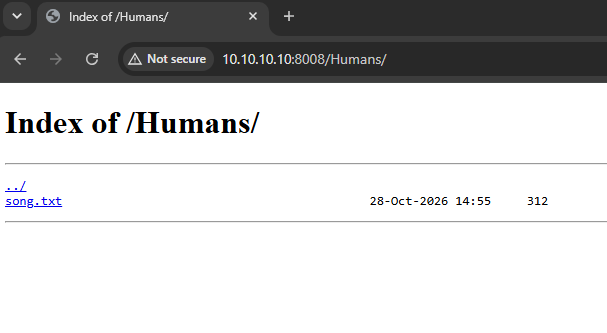 Index of /Humans/
Not secure 10.10.10.10:8008/Humans/
Index of /Humans/
../
song.txt 28-Oct-2026 14:55 312